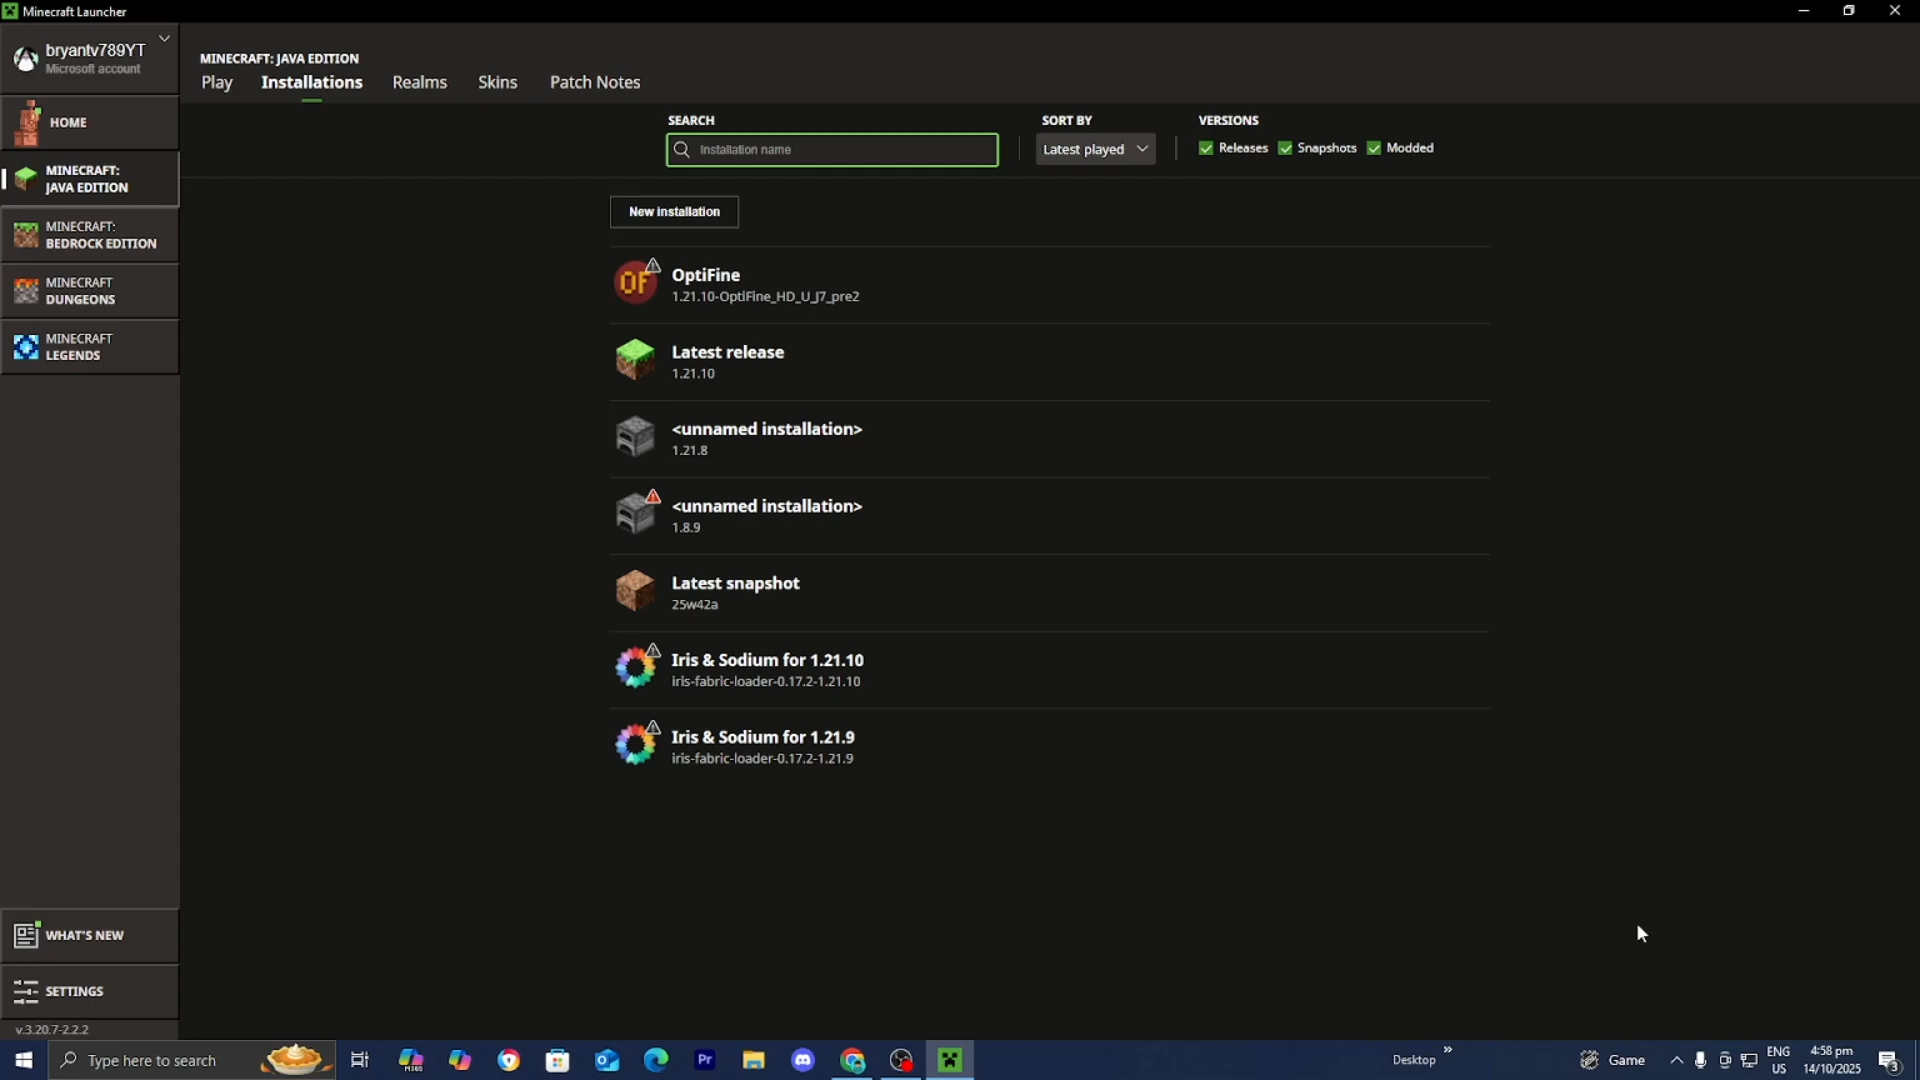 Minecraft Launcher
bryantv789YT
Microsoft account
HOME
MINECRAFT:
JAVA EDITION
MINECRAFT:
BEDROCK EDITION
MINECRAFT
DUNGEONS
MINECRAFT
LEGENDS
WHAT'S NEW
SETTINGS
v.3.20.7-2.2.2
MINECRAFT: JAVA EDITION
Play Installations Realms Skins Patch Notes
SEARCH
Installation name
SORT BY
Latest played
VERSIONS
Releases Snapshots Modded
New installation
OF
OptiFine
1.21.10-OptiFine_HD_U_J7_pre2
Latest release
1.21.10
<unnamed installation>
1.21.8
<unnamed installation>
1.8.9
Latest snapshot
25w42a
Iris & Sodium for 1.21.10
iris-fabric-loader-0.17.2-1.21.10
Iris & Sodium for 1.21.9
iris-fabric-loader-0.17.2-1.21.9
Type here to search
M365
Pr
Desktop
Game
ENG
US
4:58 pm
14/10/2025
3